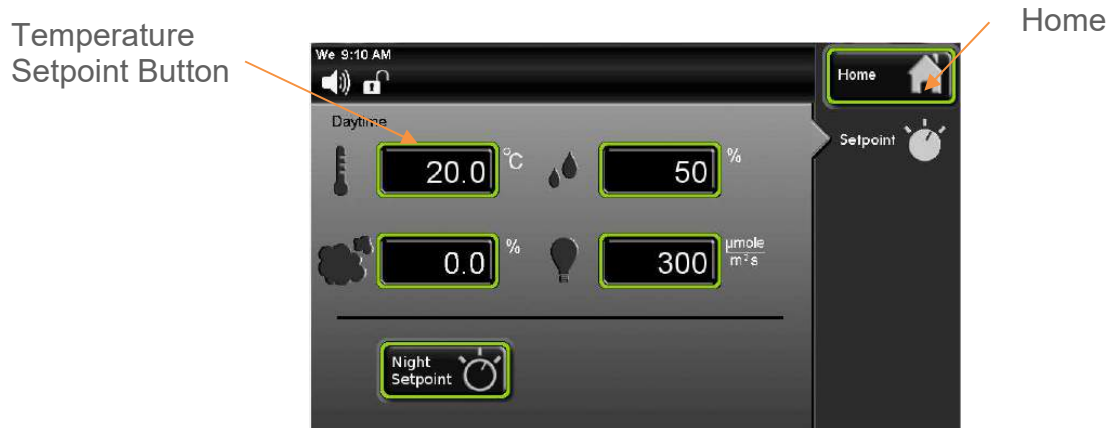 Temperature
Setpoint Button
Home
We 9:10 AM
Home
Setpoint
Daytime
20.0 °C
50 %
0.0 %
300 µmole
m² s
Night
Setpoint